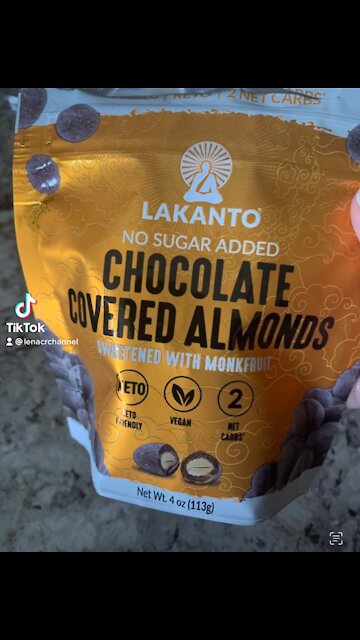 KETO | 2 NET CARBS*
LAKANTO®
NO SUGAR ADDED
CHOCOLATE
COVERED ALMONDS
SWEETENED WITH MONKFRUIT
KETO
2
KETO
FRIENDLY
VEGAN
NET
CARBS*
Net Wt. 4 oz (113g)
TikTok
@lenacrchannel